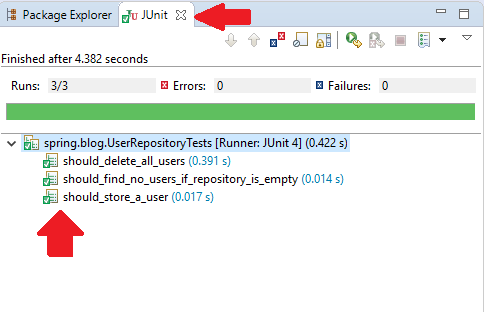 Package Explorer JUnit
Finished after 4.382 seconds
Runs: 3/3 Errors: 0 Failures: 0
spring.blog.UserRepositoryTests [Runner: JUnit 4] (0.422 s)
should_delete_all_users (0.391 s)
should_find_no_users_if_repository_is_empty (0.014 s)
should_store_a_user (0.017 s)